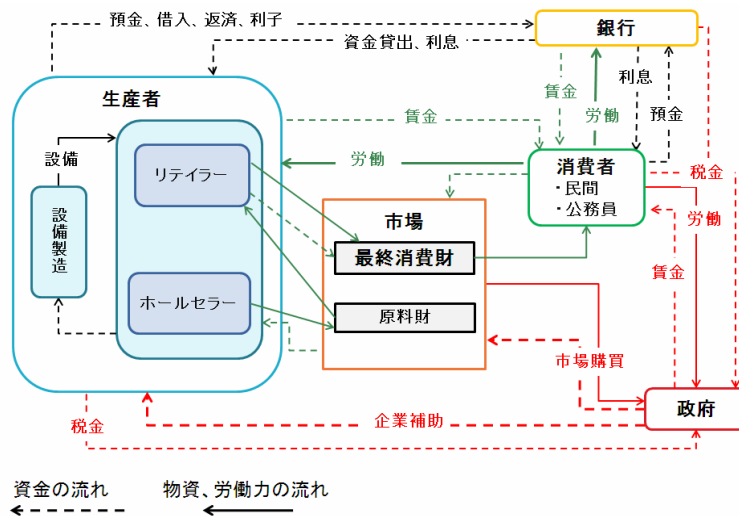 預金、借入、返済、利子
銀行
資金貸出、利息
生産者
賃金
賃金
労働
利息
預金
設備
リテイラー
労働
消費者
・民間
・公務員
税金
労働
設備製造
市場
最終消費財
賃金
ホールセラー
原料財
市場購買
税金
企業補助
政府
資金の流れ
物資、労働力の流れ